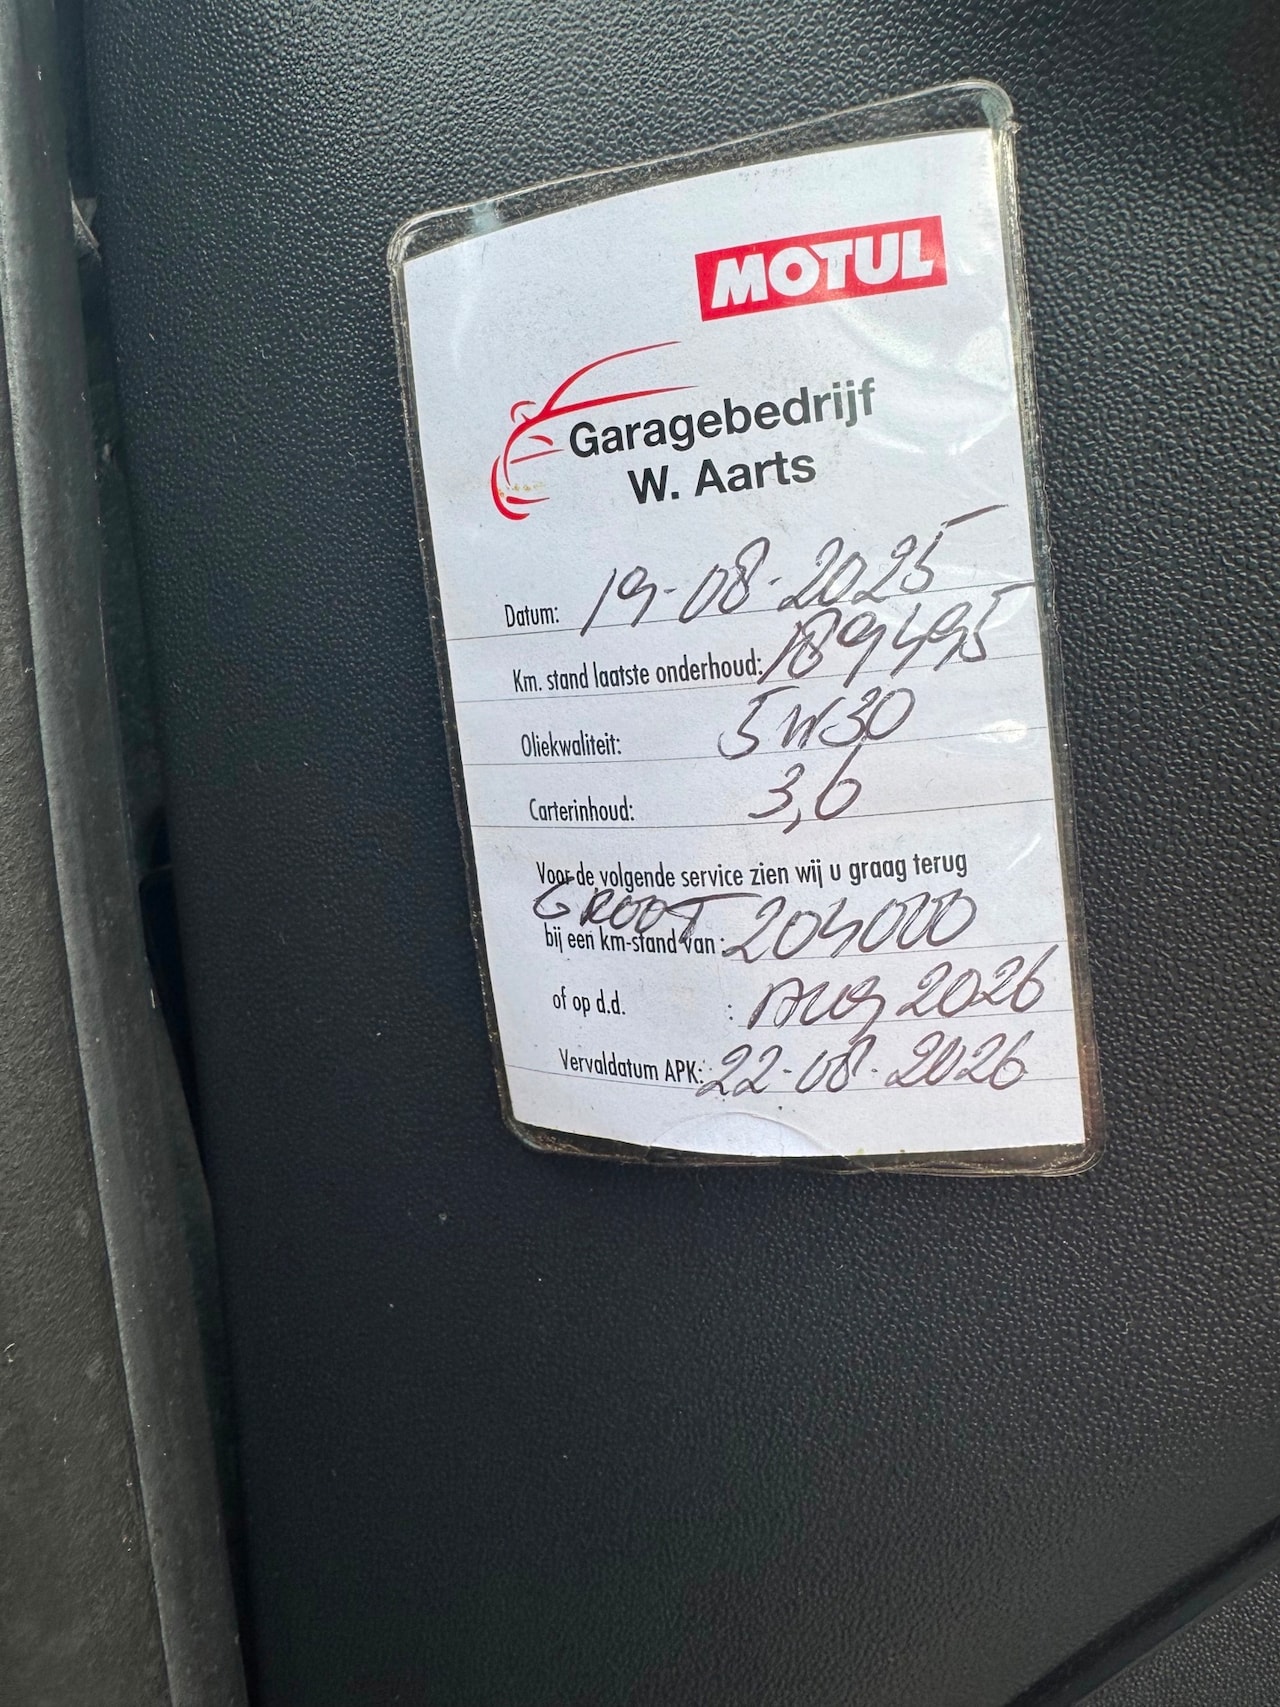 MOTUL
Garagebedrijf
W. Aarts
Datum: 19-08-2025
Km. stand laatste onderhoud: 189495
Oliekwaliteit: 5W30
Carterinhoud: 3,6
Voor de volgende service zien wij u graag terug
GROOT
bij een km-stand van: 204000
of op d.d. : AUG 2026
Vervaldatum APK: 22-08-2026